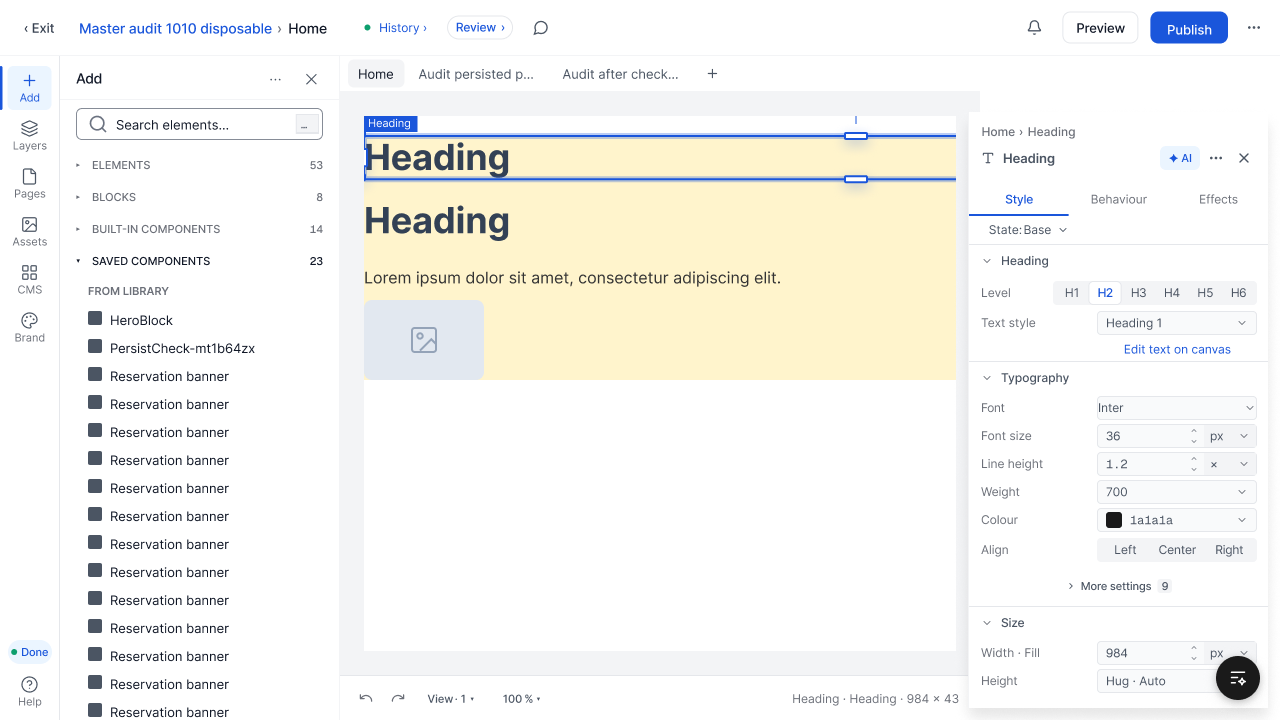 ‹ Exit
Master audit 1010 disposable › Home
History ›
Review ›
Preview
Publish
Add
Layers
Pages
Assets
CMS
Brand
Done
Help
Add
Search elements...
ELEMENTS 53
BLOCKS 8
BUILT-IN COMPONENTS 14
SAVED COMPONENTS 23
FROM LIBRARY
HeroBlock
PersistCheck-mt1b64zx
Reservation banner
Reservation banner
Reservation banner
Reservation banner
Reservation banner
Reservation banner
Reservation banner
Reservation banner
Reservation banner
Reservation banner
Reservation banner
Reservation banner
Reservation banner
Home
Audit persisted p...
Audit after check...
Heading
Heading
Heading
Lorem ipsum dolor sit amet, consectetur adipiscing elit.
View · 1
100 %
Heading · Heading · 984 × 43
Home › Heading
Heading
AI
Style
Behaviour
Effects
State: Base
Heading
Level H1 H2 H3 H4 H5 H6
Text style Heading 1
Edit text on canvas
Typography
Font Inter
Font size 36 px
Line height 1.2 ×
Weight 700
Colour 1a1a1a
Align Left Center Right
More settings 9
Size
Width · Fill 984 px
Height Hug · Auto